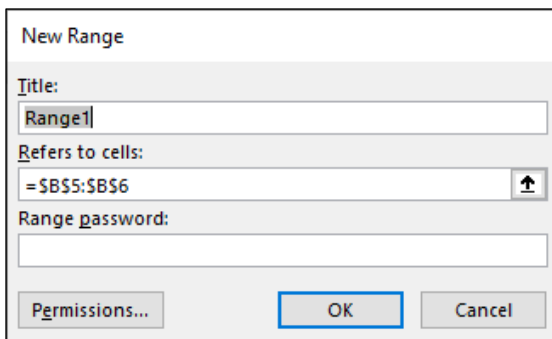 New Range
Title:
Range1
Refers to cells:
=$B$5:$B$6
Range password:
Permissions...
OK
Cancel